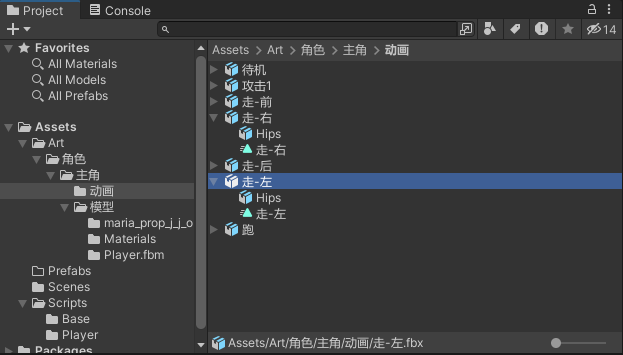 Project Console
14
Favorites
All Materials
All Models
All Prefabs
Assets
Art
角色
主角
动画
模型
maria_prop_j_j_o
Materials
Player.fbm
Prefabs
Scenes
Scripts
Base
Player
Packages
Assets > Art > 角色 > 主角 > 动画
待机
攻击1
走-前
走-右
Hips
走-右
走-后
走-左
Hips
走-左
跑
Assets/Art/角色/主角/动画/走-左.fbx